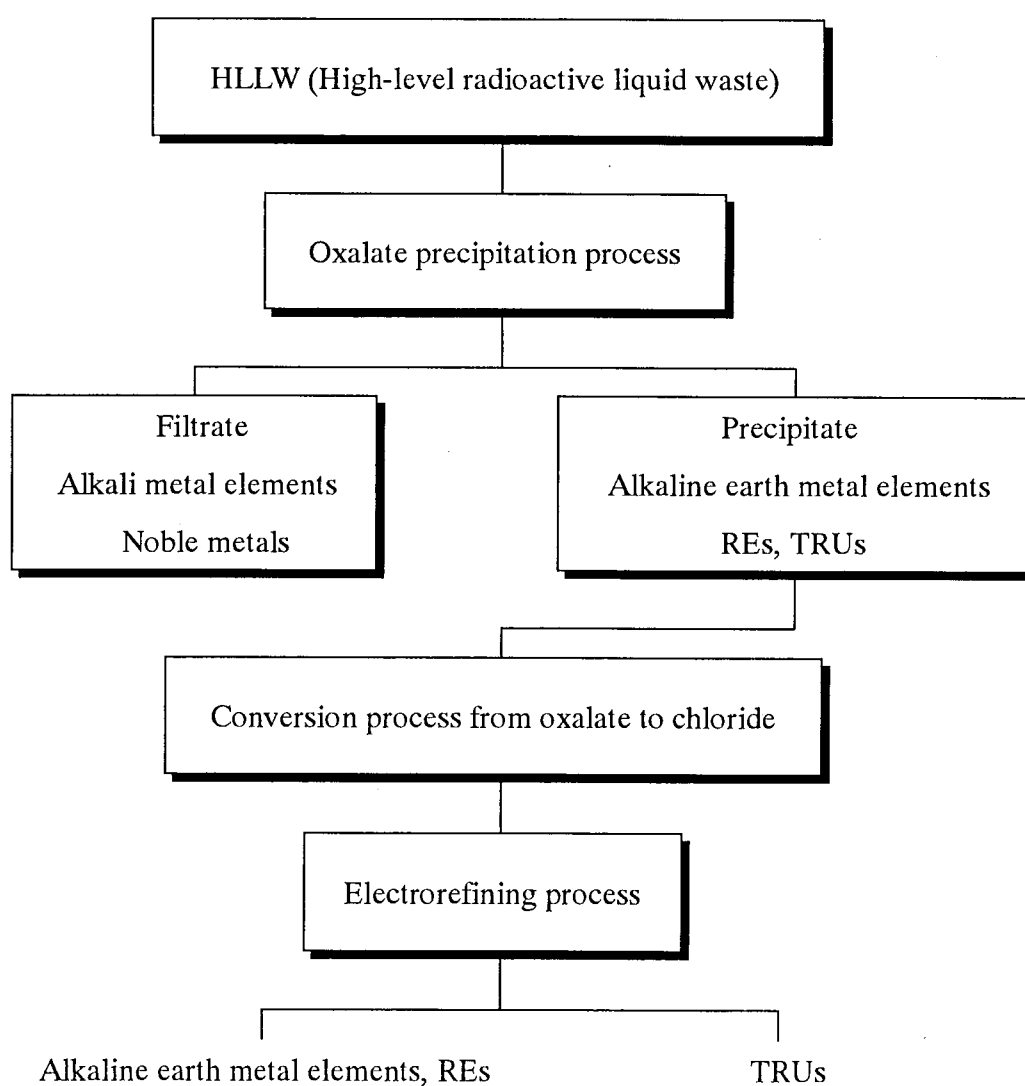 HLLW (High-level radioactive liquid waste)
Oxalate precipitation process
Filtrate
Alkali metal elements
Noble metals
Precipitate
Alkaline earth metal elements
REs, TRUs
Conversion process from oxalate to chloride
Electrorefining process
Alkaline earth metal elements, REs
TRUs